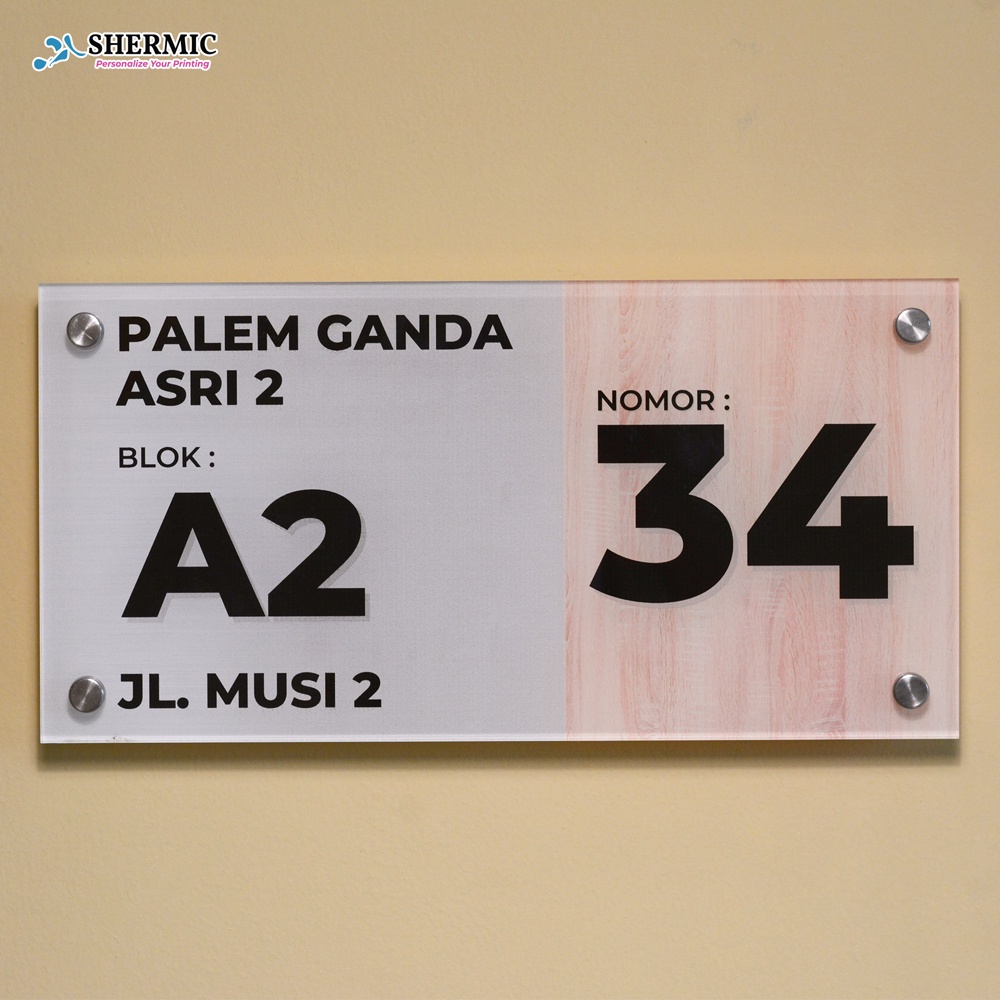 SHERMIC
Personalize Your Printing
PALEM GANDA
ASRI 2
BLOK :
A2
JL. MUSI 2
NOMOR :
34